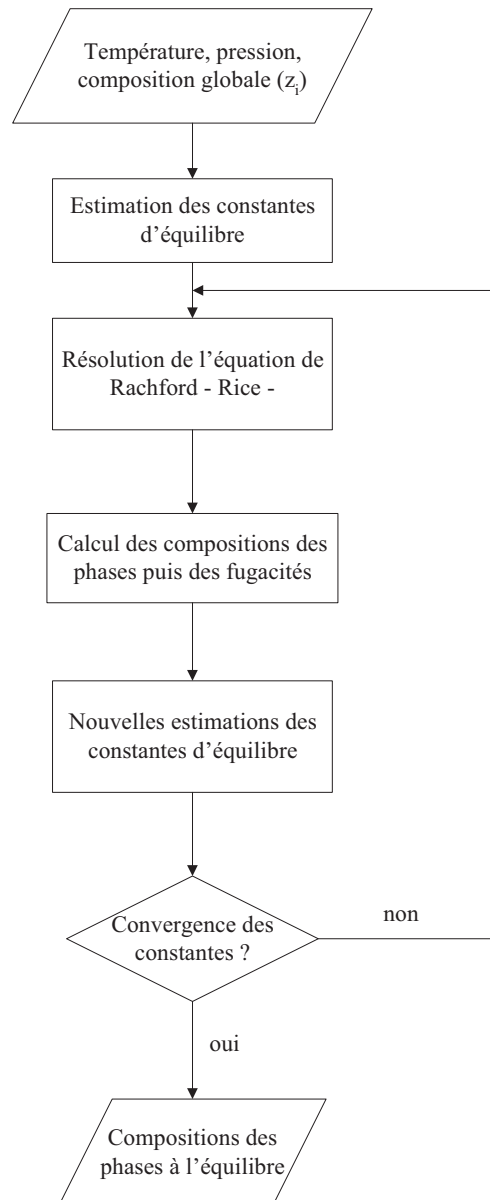 Température, pression,
composition globale (zi)
Estimation des constantes
d’équilibre
Résolution de l’équation de
Rachford - Rice -
Calcul des compositions des
phases puis des fugacités
Nouvelles estimations des
constantes d’équilibre
Convergence des
constantes ?
non
oui
Compositions des
phases à l’équilibre